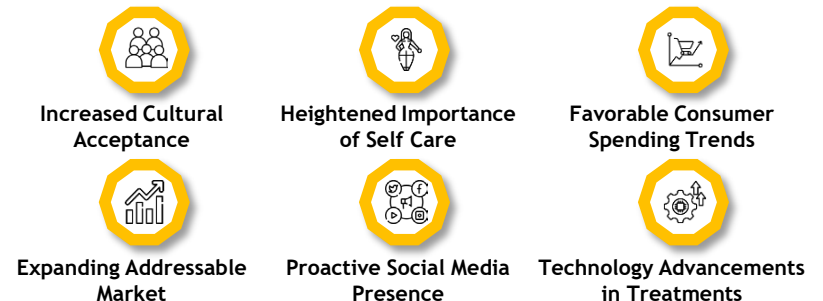 Increased Cultural
Acceptance
Heightened Importance
of Self Care
Favorable Consumer
Spending Trends
Expanding Addressable
Market
Proactive Social Media
Presence
Technology Advancements
in Treatments